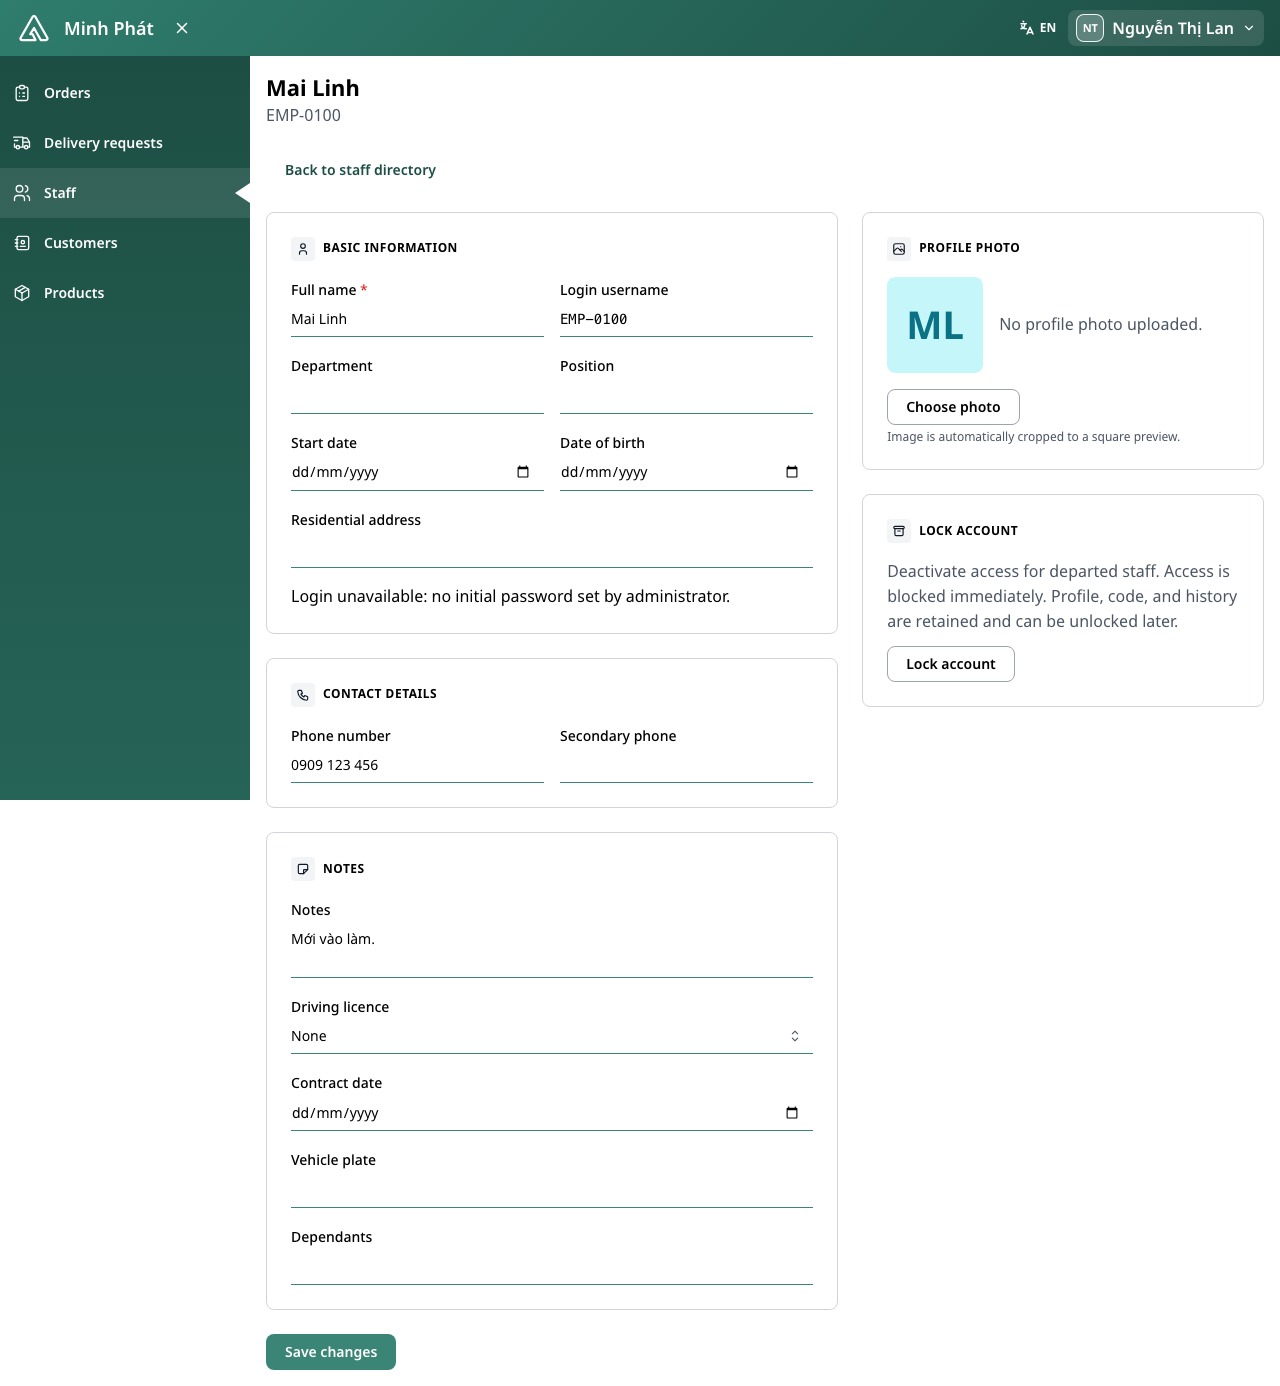 Minh Phát
EN
NT
Nguyễn Thị Lan
Orders
Delivery requests
Staff
Customers
Products
Mai Linh
EMP-0100
Back to staff directory
BASIC INFORMATION
Full name *
Login username
Mai Linh
EMP-0100
Department
Position
Start date
Date of birth
dd/mm/yyyy
dd/mm/yyyy
Residential address
Login unavailable: no initial password set by administrator.
CONTACT DETAILS
Phone number
Secondary phone
0909 123 456
NOTES
Notes
Mới vào làm.
Driving licence
None
Contract date
dd/mm/yyyy
Vehicle plate
Dependants
Save changes
PROFILE PHOTO
ML
No profile photo uploaded.
Choose photo
Image is automatically cropped to a square preview.
LOCK ACCOUNT
Deactivate access for departed staff. Access is
blocked immediately. Profile, code, and history
are retained and can be unlocked later.
Lock account